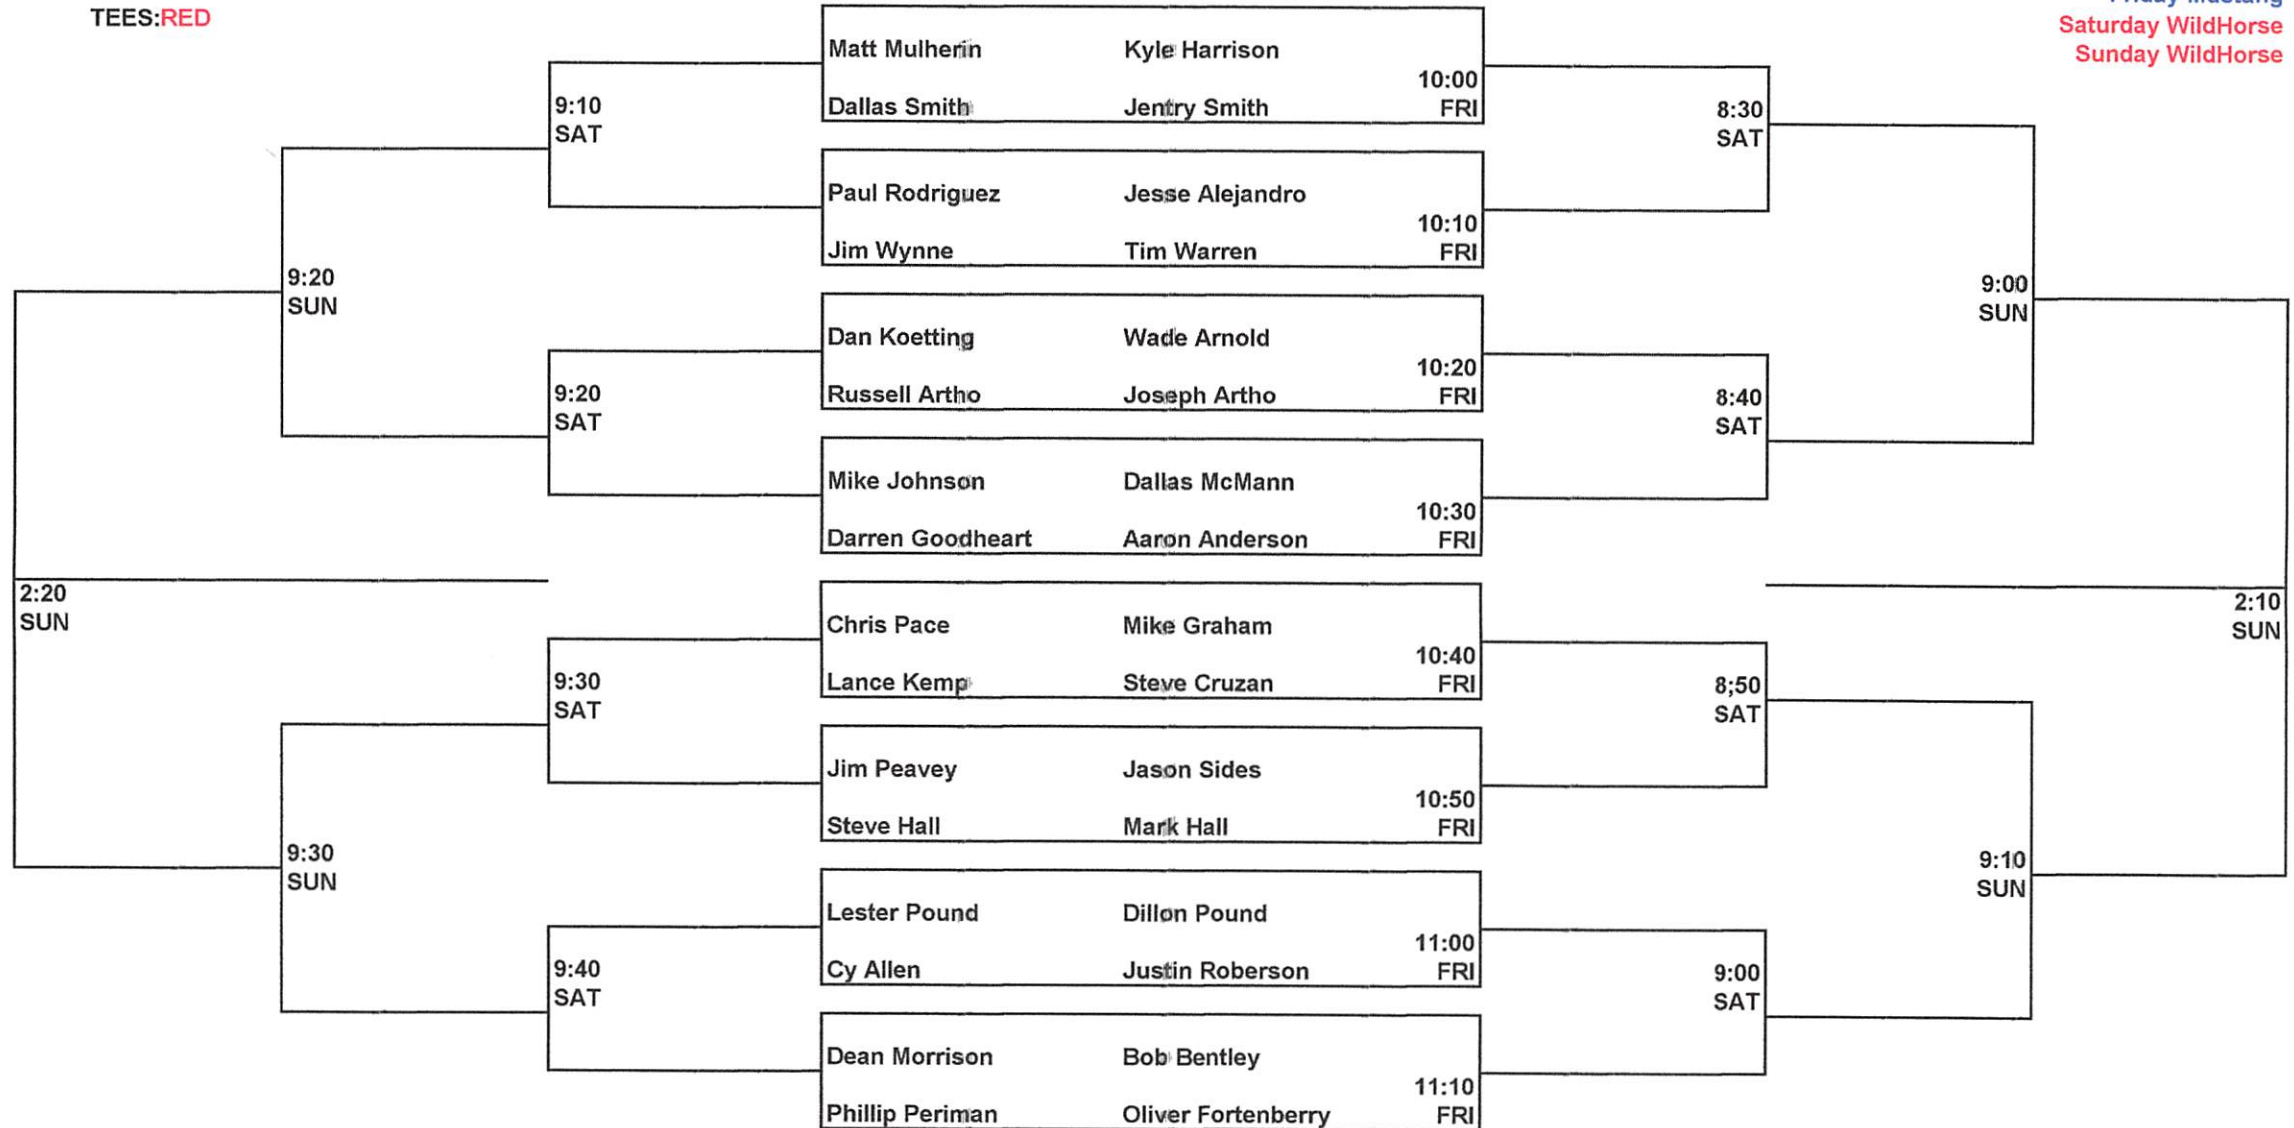 TEES:RED
Friday Mustang
Saturday WildHorse
Sunday WildHorse
Matt Mulherin Kyle Harrison
10:00
Dallas Smith Jentry Smith FRI
9:10
SAT
8:30
SAT
Paul Rodriguez Jesse Alejandro
10:10
Jim Wynne Tim Warren FRI
9:20
SUN
9:00
SUN
Dan Koetting Wade Arnold
10:20
Russell Artho Joseph Artho FRI
9:20
SAT
8:40
SAT
Mike Johnson Dallas McMann
10:30
Darren Goodheart Aaron Anderson FRI
2:20
SUN
2:10
SUN
Chris Pace Mike Graham
10:40
Lance Kemp Steve Cruzan FRI
9:30
SAT
8;50
SAT
Jim Peavey Jason Sides
10:50
Steve Hall Mark Hall FRI
9:30
SUN
9:10
SUN
Lester Pound Dillon Pound
11:00
Cy Allen Justin Roberson FRI
9:40
SAT
9:00
SAT
Dean Morrison Bob Bentley
11:10
Phillip Periman Oliver Fortenberry FRI